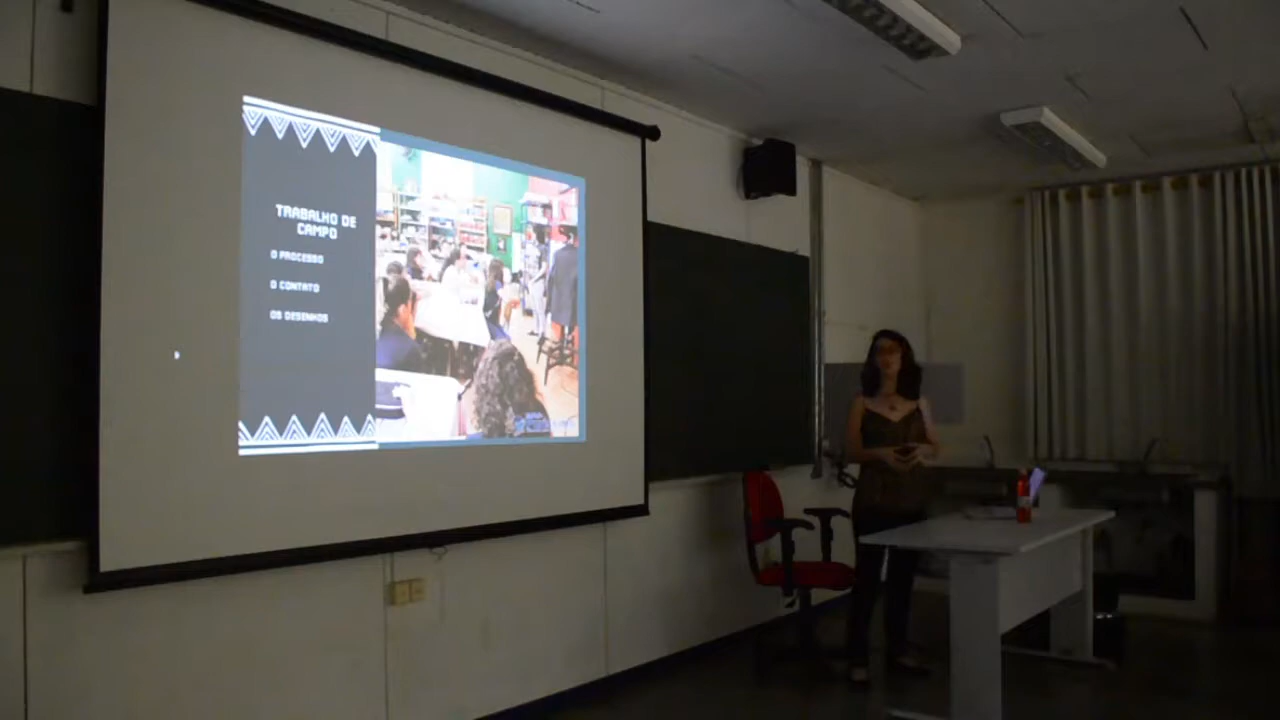 TRABALHO DE
CAMPO
O PROCESSO
O CONTATO
OS DESENHOS